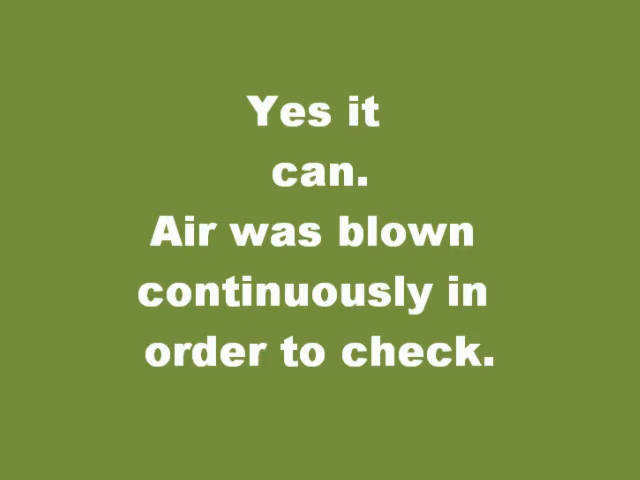 Yes it
can.
Air was blown
continuously in
order to check.